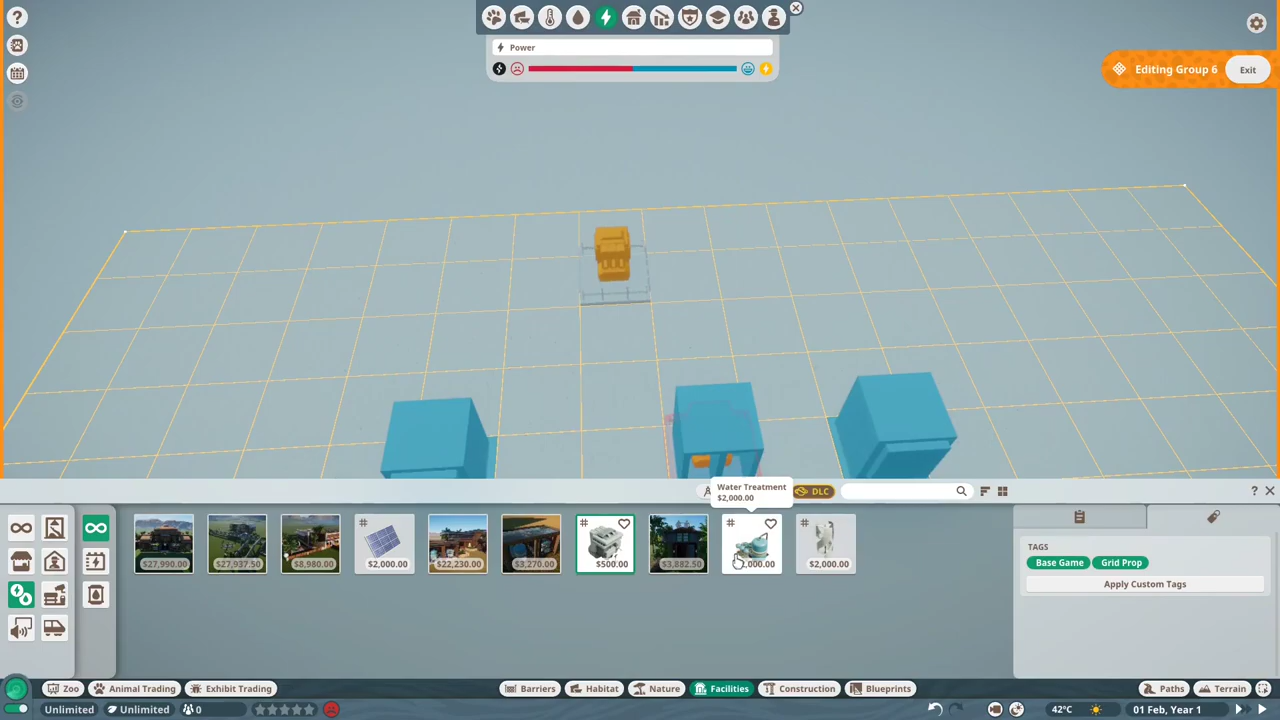 Power
Editing Group 6
Exit
Water Treatment
$2,000.00
DLC
$27,990.00
$27,937.50
$8,980.00
$2,000.00
$22,230.00
$3,270.00
$500.00
$3,882.50
$2,000.00
TAGS
Base Game
Grid Prop
Apply Custom Tags
Zoo
Animal Trading
Exhibit Trading
Barriers
Habitat
Nature
Facilities
Construction
Blueprints
Paths
Terrain
Unlimited
Unlimited
0
42°C
01 Feb, Year 1